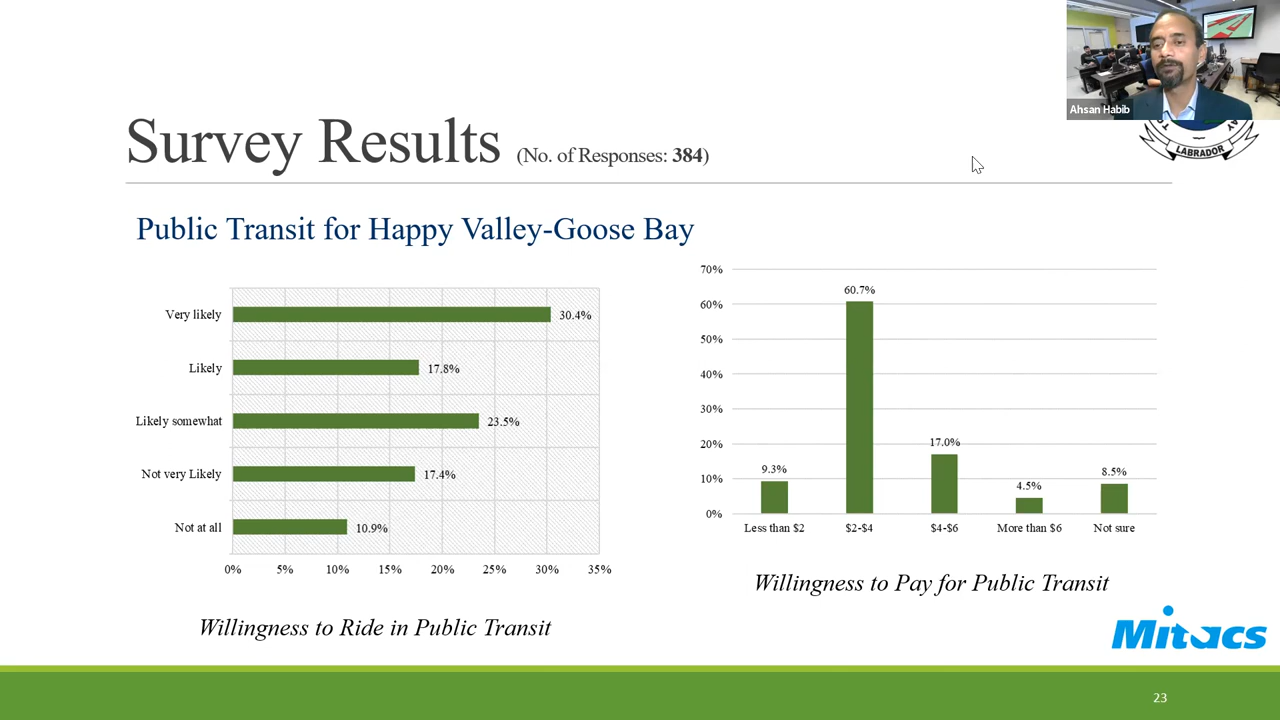 Ahsan Habib
LABRADOR
Survey Results (No. of Responses: 384)
Public Transit for Happy Valley-Goose Bay
Very likely
30.4%
Likely
17.8%
Likely somewhat
23.5%
Not very Likely
17.4%
Not at all
10.9%
0% 5% 10% 15% 20% 25% 30% 35%
Willingness to Ride in Public Transit
70%
60%
50%
40%
30%
20%
10%
0%
9.3%
60.7%
17.0%
4.5%
8.5%
Less than $2 $2-$4 $4-$6 More than $6 Not sure
Willingness to Pay for Public Transit
Mitacs
23